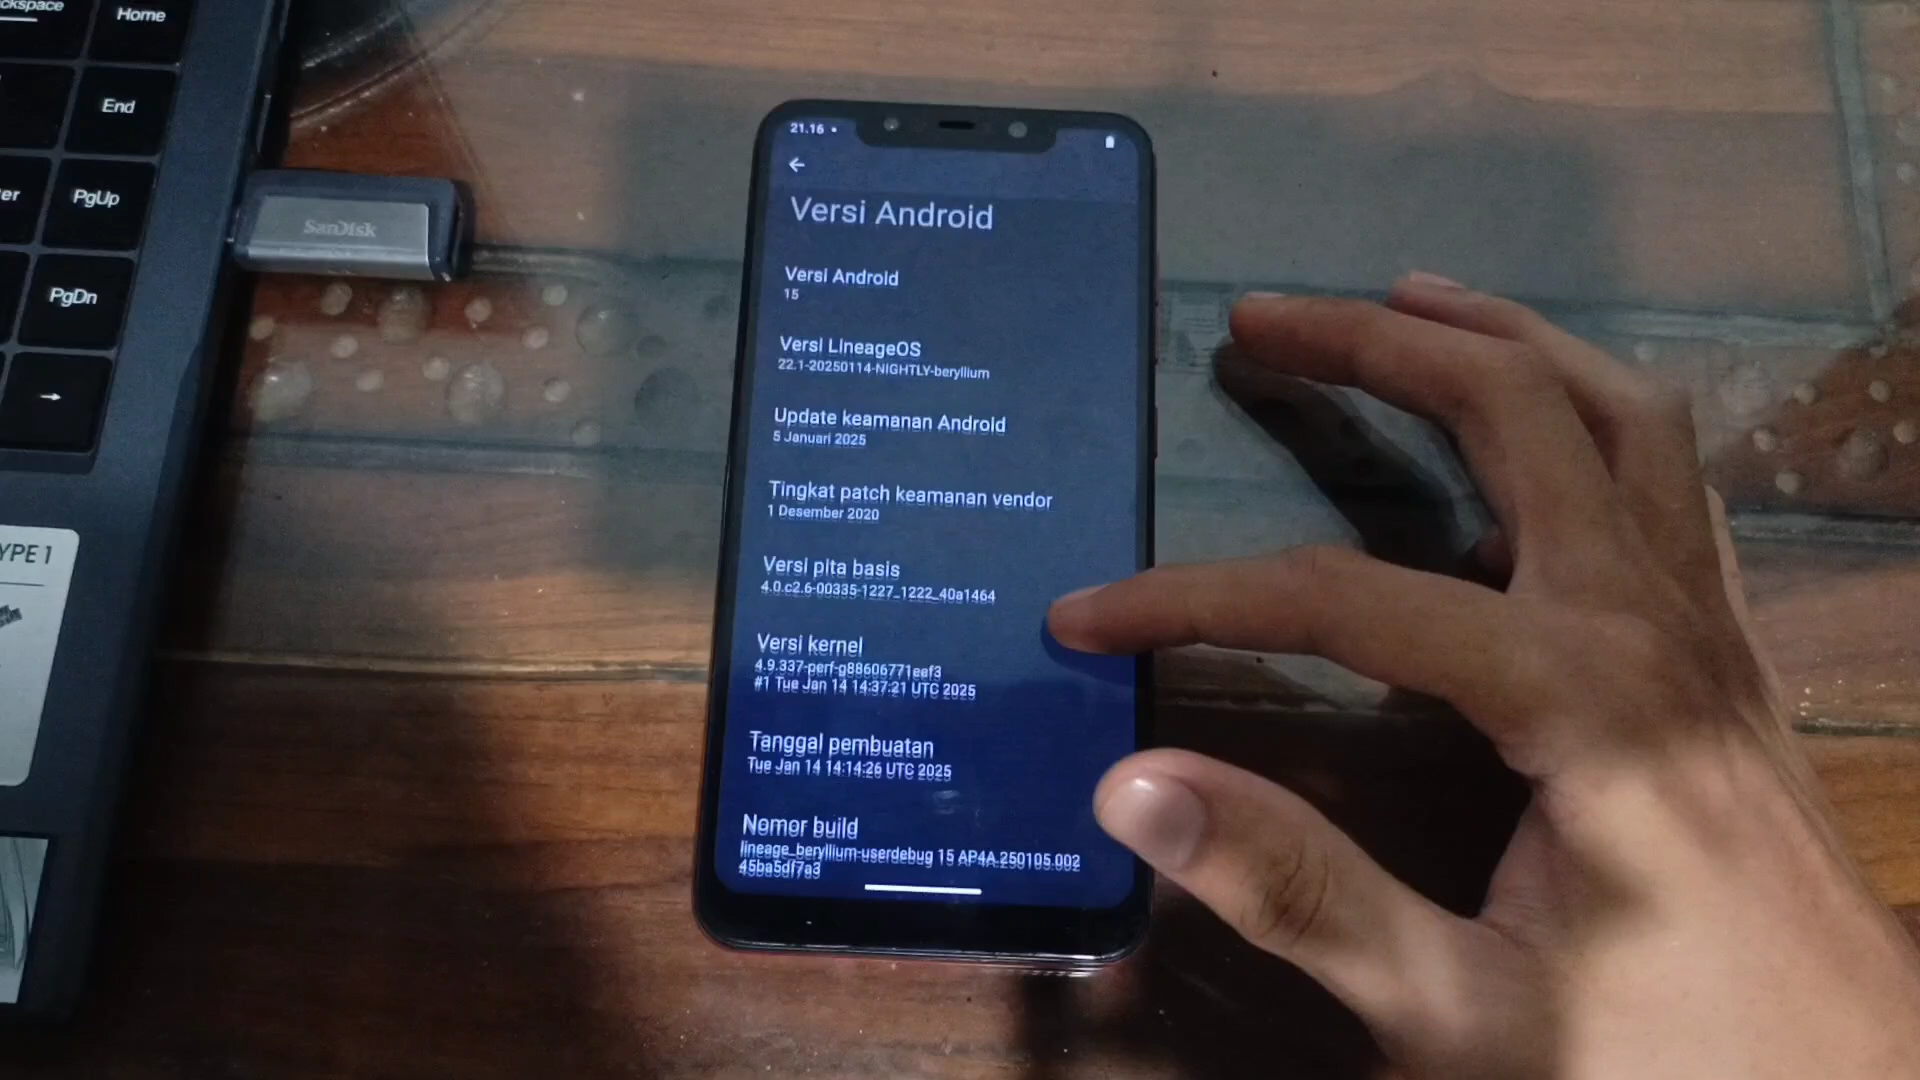 ckspace
Home
End
er
PgUp
PgDn
→
YPE 1
SanDisk
21.16
Versi Android
Versi Android
15
Versi LineageOS
22.1-20250114-NIGHTLY-beryllium
Update keamanan Android
5 Januari 2025
Tingkat patch keamanan vendor
1 Desember 2020
Versi pita basis
4.0.c2.6-00335-1227_1222_40a1464
Versi kernel
4.9.337-perf-g88606771eef3
#1 Tue Jan 14 14:37:21 UTC 2025
Tanggal pembuatan
Tue Jan 14 14:14:26 UTC 2025
Nomor build
lineage_beryllium-userdebug 15 AP4A.250105.002
45ba5df7a3